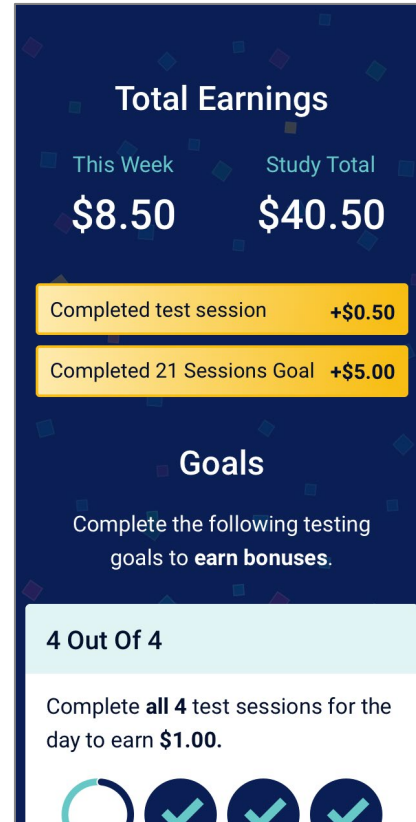 Total Earnings
This Week
Study Total
$8.50
$40.50
Completed test session +$0.50
Completed 21 Sessions Goal +$5.00
Goals
Complete the following testing
goals to earn bonuses.
4 Out Of 4
Complete all 4 test sessions for the
day to earn $1.00.